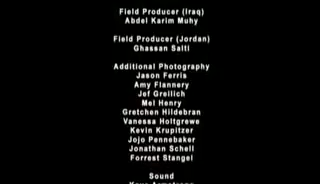 Field Producer (Iraq)
Abdel Karim Muhy
Field Producer (Jordan)
Ghassan Salti
Additional Photography
Jason Ferris
Amy Flannery
Jef Greilich
Mel Henry
Gretchen Hildebran
Vanessa Holtgrewe
Kevin Krupitzer
Jojo Pennebaker
Jonathan Schell
Forrest Stangel
Sound